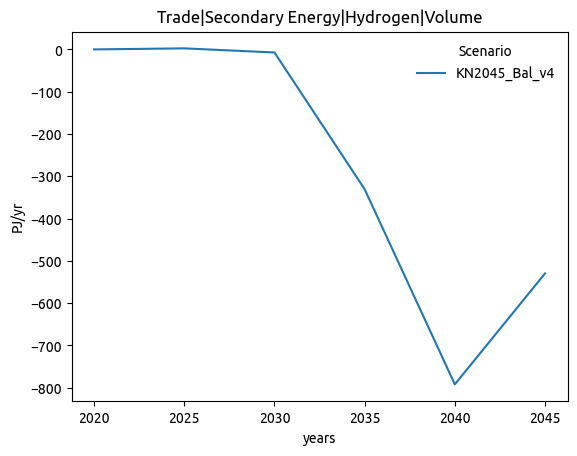 Trade|Secondary Energy|Hydrogen|Volume
Scenario
KN2045_Bal_v4
0
−100
−200
−300
−400
−500
−600
−700
−800
PJ/yr
2020 2025 2030 2035 2040 2045
years